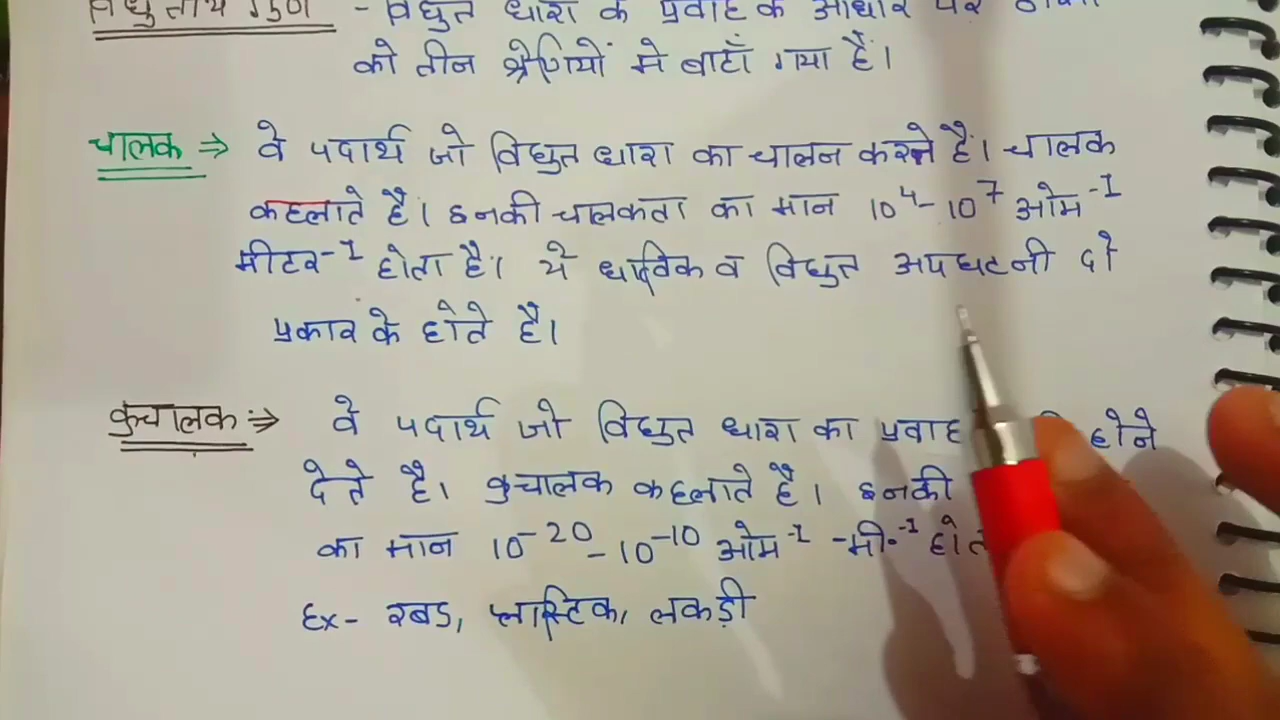 विधुतीय गुण - विधुत धारा के प्रवाह के आधार पर
को तीन श्रेणियों मे बाटाँ गया है।
चालक ⇒ वे पदार्थ जो विधुत धारा का चालन करते है। चालक
कहलाते है। इनकी चालकता का मान 10⁴-10⁷ ओम⁻¹
मीटर⁻¹ होता है। ये धात्विक व विधुत अपघटनी दो
प्रकार के होते है।
कुचालक ⇒ वे पदार्थ जो विधुत धारा का प्रवाह होने
देते है। कुचालक कहलाते है। इनकी
का मान 10⁻²⁰-10⁻¹⁰ ओम⁻¹ -मी.⁻¹
Ex- रबड, प्लास्टिक, लकड़ी